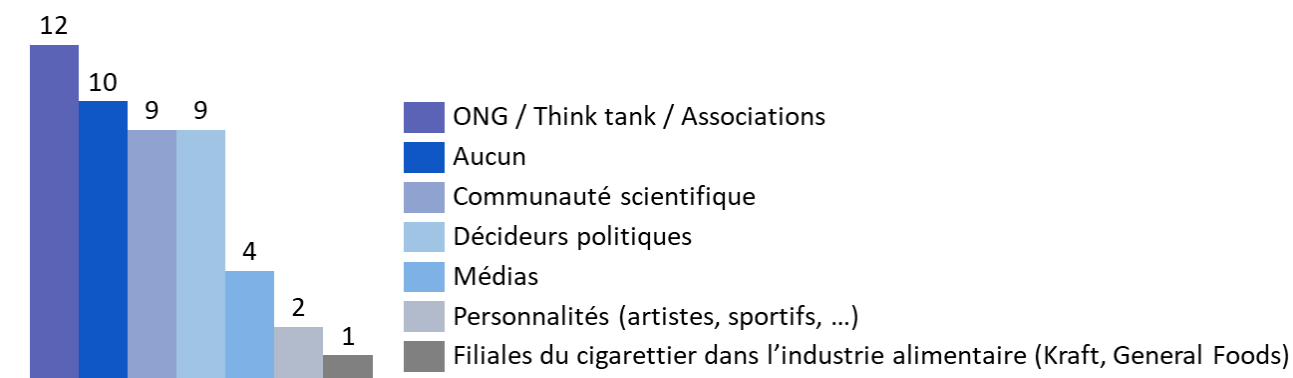 12
10
9 9
4
2
1
ONG / Think tank / Associations
Aucun
Communauté scientifique
Décideurs politiques
Médias
Personnalités (artistes, sportifs, …)
Filiales du cigarettier dans l’industrie alimentaire (Kraft, General Foods)